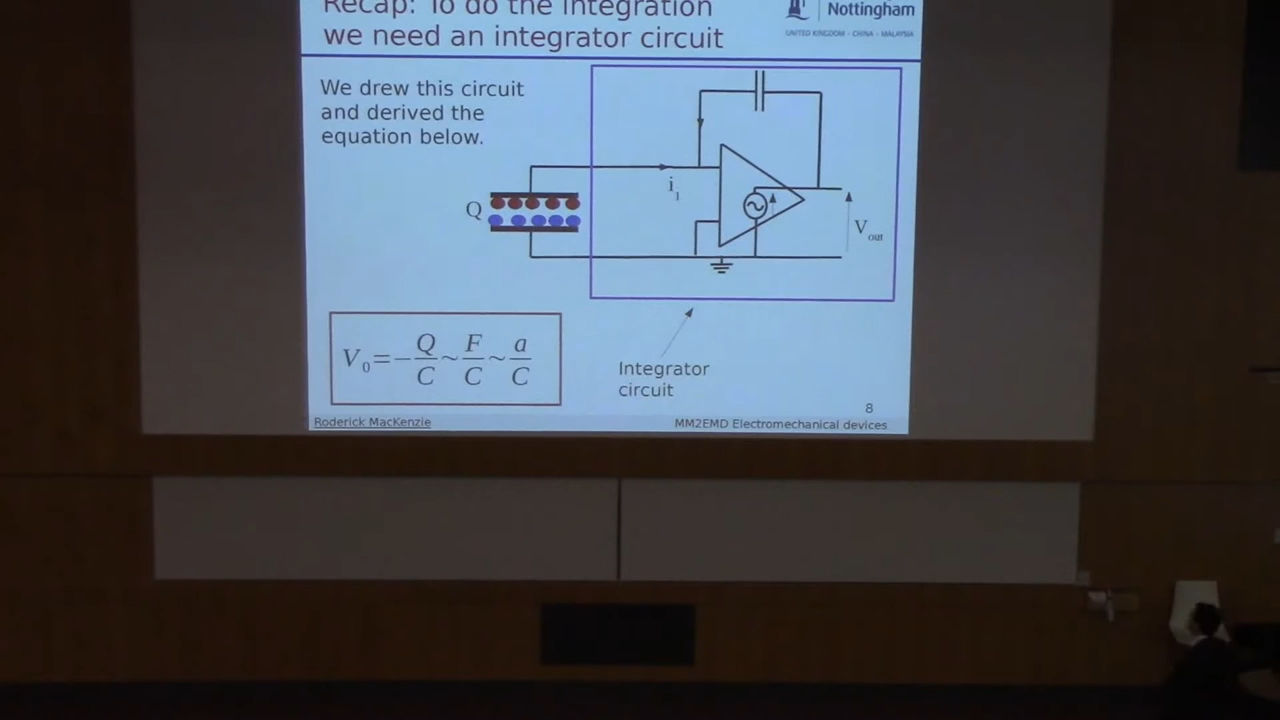 Recap: To do the integration
we need an integrator circuit
Nottingham
UNITED KINGDOM · CHINA · MALAYSIA
We drew this circuit
and derived the
equation below.
Q
i1
Vout
V0=−Q/C~F/C~a/C
Integrator
circuit
8
Roderick MacKenzie
MM2EMD Electromechanical devices